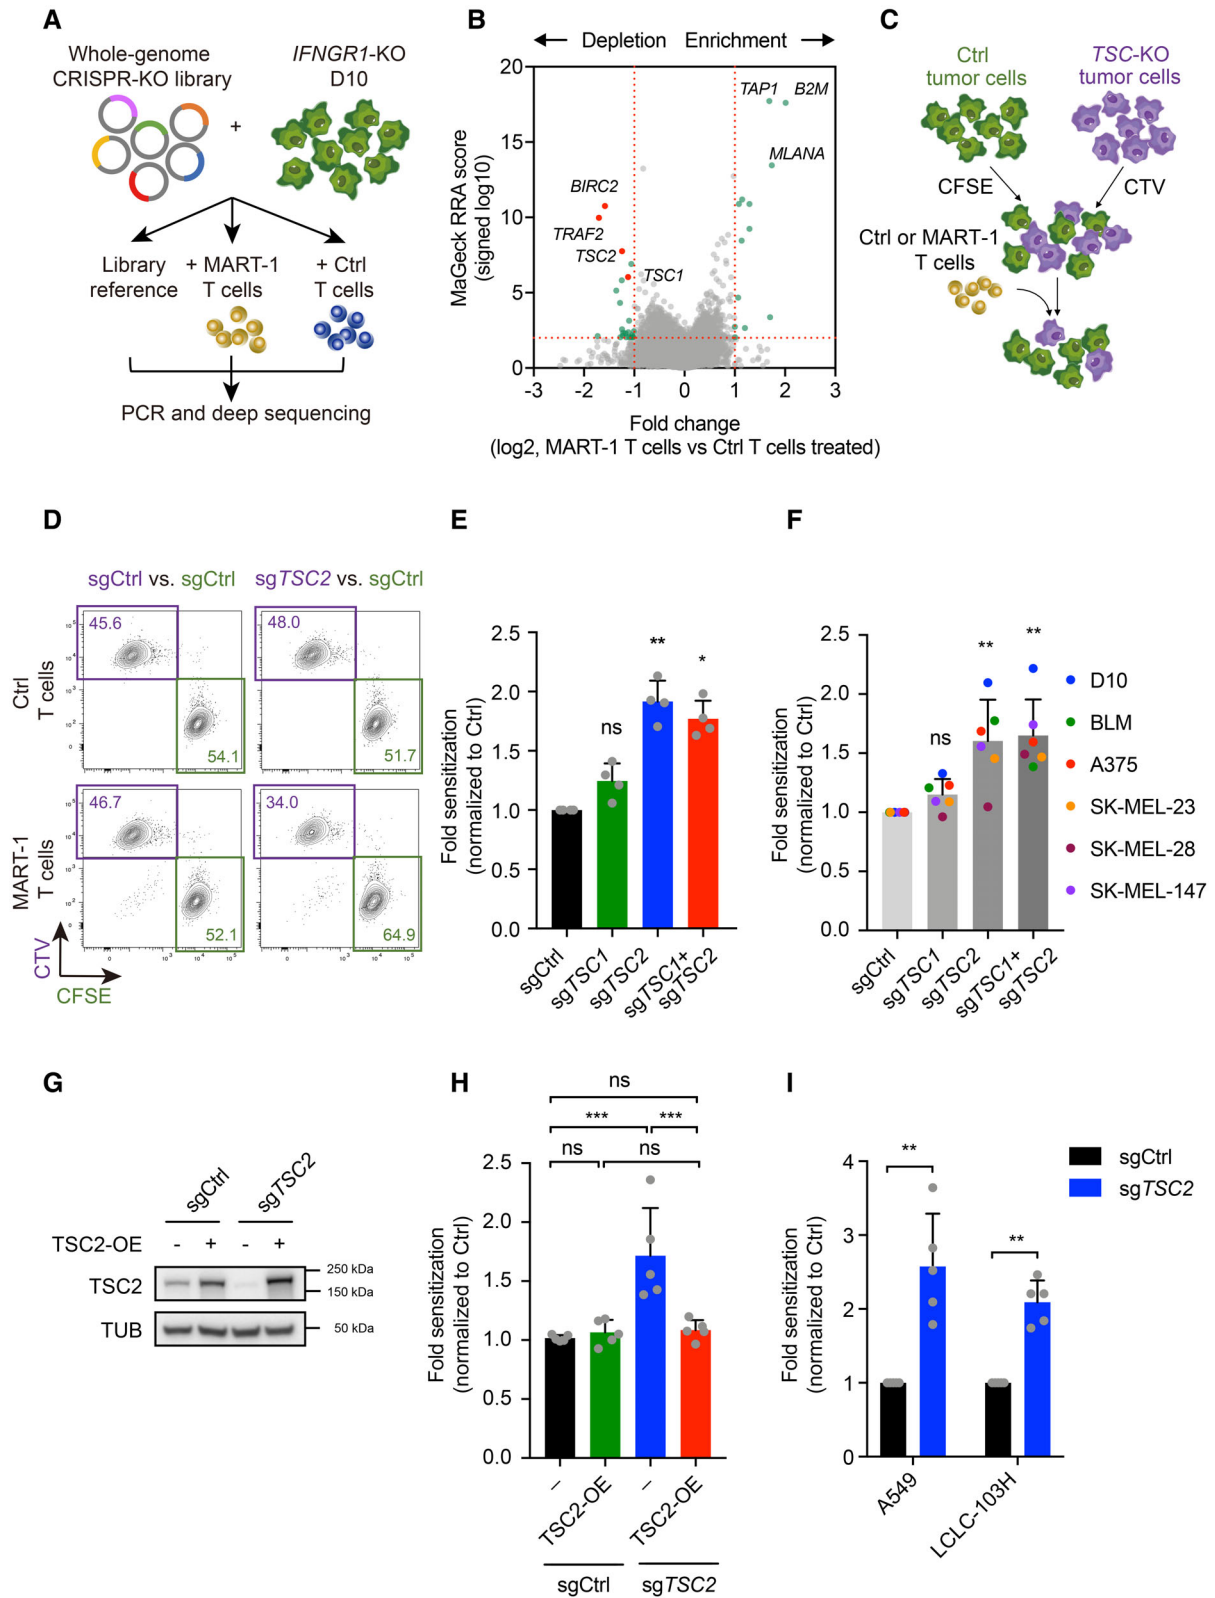 A
Whole-genome
CRISPR-KO library
IFNGR1-KO
D10
+
Library
reference
+ MART-1
T cells
+ Ctrl
T cells
PCR and deep sequencing
B
Depletion
Enrichment
MaGeck RRA score
(signed log10)
20
15
10
5
0
TAP1
B2M
MLANA
BIRC2
TRAF2
TSC2
TSC1
-3
-2
-1
0
1
2
3
Fold change
(log2, MART-1 T cells vs Ctrl T cells treated)
C
Ctrl
tumor cells
TSC-KO
tumor cells
CFSE
CTV
Ctrl or MART-1
T cells
D
sgCtrl vs. sgCtrl
sgTSC2 vs. sgCtrl
Ctrl
T cells
45.6
54.1
48.0
51.7
MART-1
T cells
46.7
52.1
34.0
64.9
CTV
CFSE
E
Fold sensitization
(normalized to Ctrl)
2.5
2.0
1.5
1.0
0.5
0.0
ns
**
*
sgCtrl
sgTSC1
sgTSC2
sgTSC1+
sgTSC2
F
Fold sensitization
(normalized to Ctrl)
2.5
2.0
1.5
1.0
0.5
0.0
ns
**
**
sgCtrl
sgTSC1
sgTSC2
sgTSC1+
sgTSC2
D10
BLM
A375
SK-MEL-23
SK-MEL-28
SK-MEL-147
G
sgCtrl
sgTSC2
TSC2-OE - + - +
TSC2
250 kDa
150 kDa
TUB
50 kDa
H
ns
*** ***
ns ns
Fold sensitization
(normalized to Ctrl)
2.5
2.0
1.5
1.0
0.5
0.0
–
TSC2-OE
–
TSC2-OE
sgCtrl
sgTSC2
I
Fold sensitization
(normalized to Ctrl)
4
3
2
1
0
**
**
A549
LCLC-103H
sgCtrl
sgTSC2